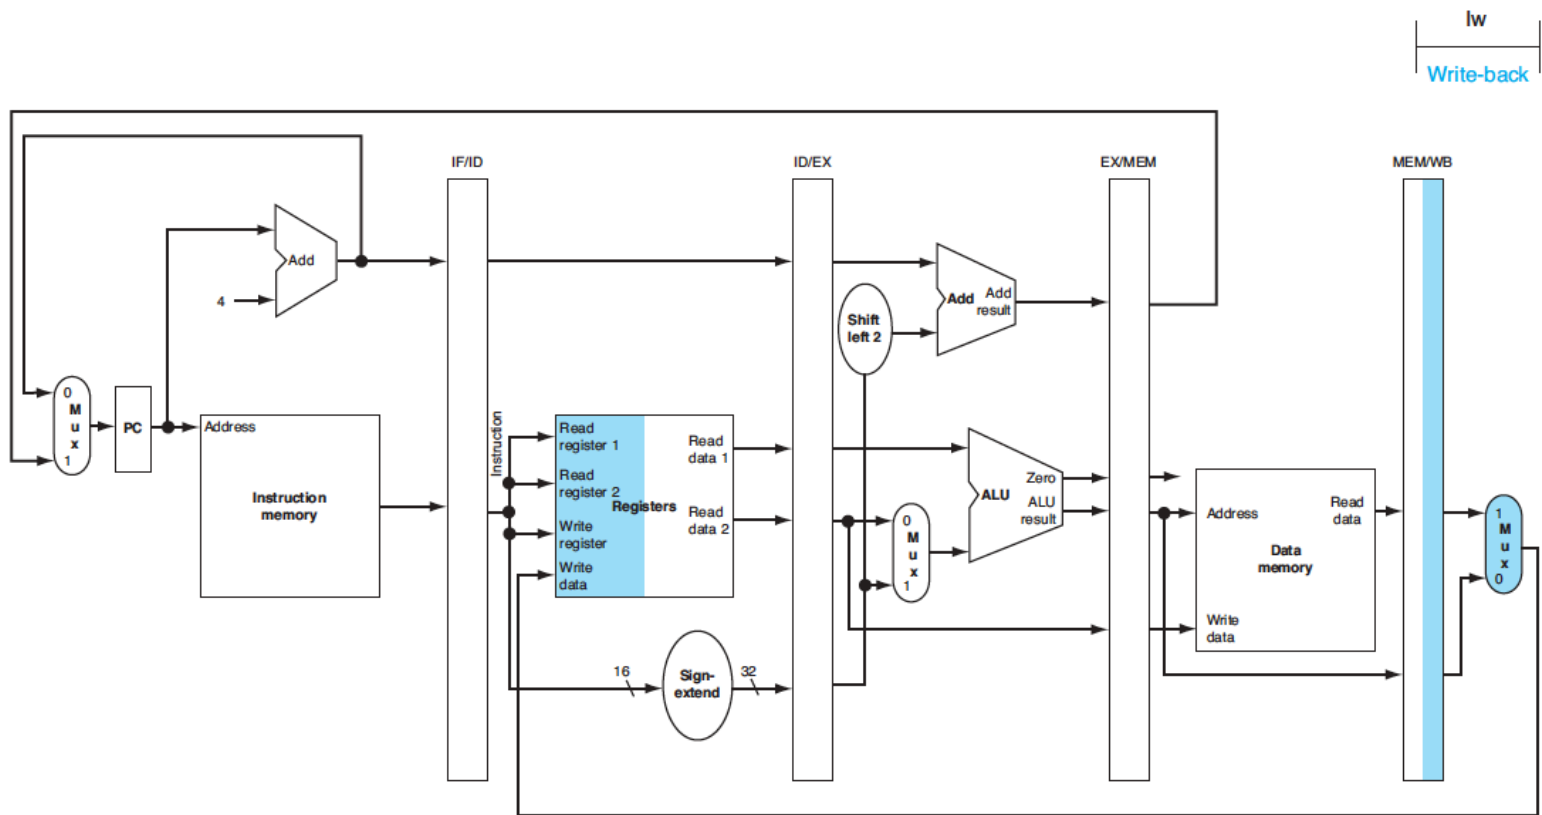 lw
Write-back
IF/ID
ID/EX
EX/MEM
MEM/WB
Add
4
Shift
left 2
Add
Add
result
0
M
u
x
1
PC
Address
Instruction
memory
Instruction
Read
register 1
Read
register 2
Write
register
Write
data
Registers
Read
data 1
Read
data 2
0
M
u
x
1
ALU
Zero
ALU
result
Address
Read
data
Data
memory
Write
data
1
M
u
x
0
16
Sign-
extend
32